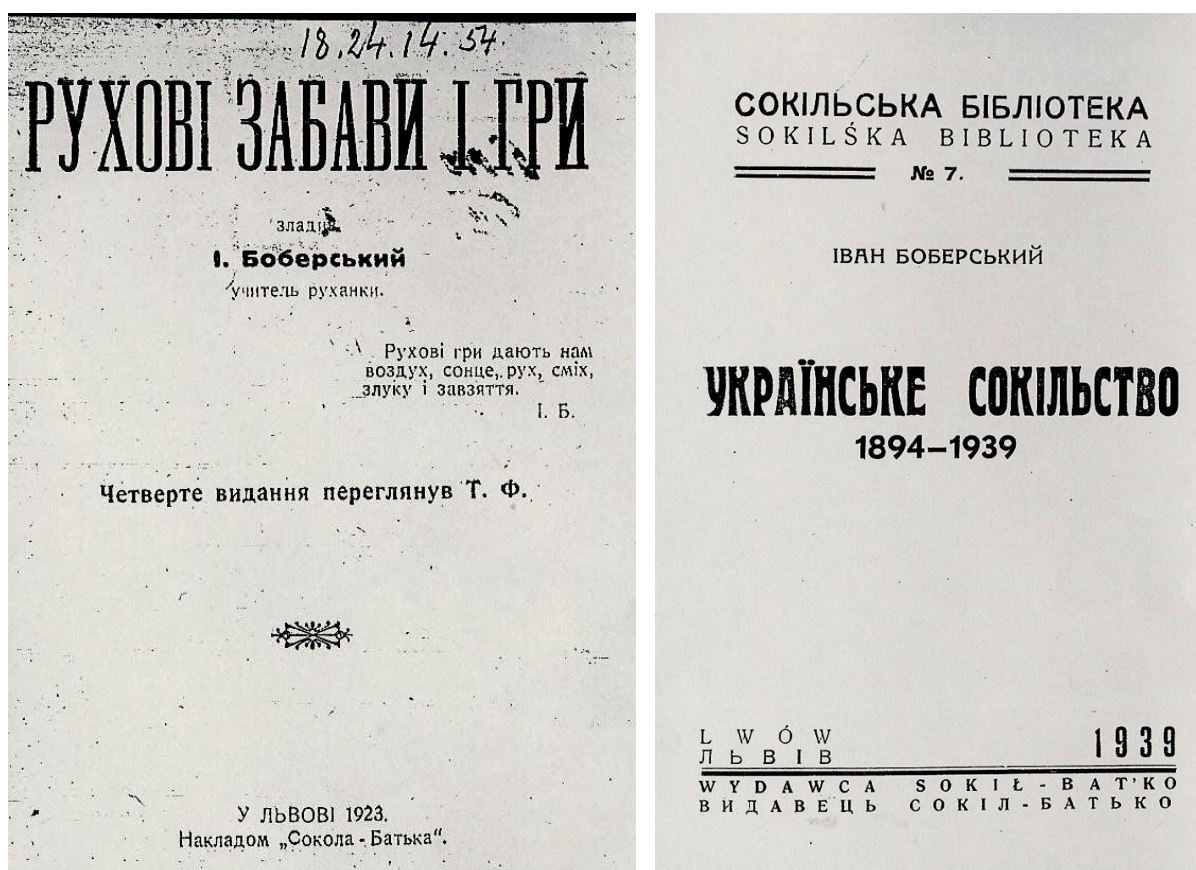 18.24.14.54.
РУХОВІ ЗАБАВИ І ГРИ
зладив
І. Боберський
учитель руханки.
Рухові гри дають нам
воздух, сонце, рух, сміх,
злуку і завзяття.
І. Б.
Четверте видання переглянув Т. Ф.
У ЛЬВОВІ 1923.
Накладом „Сокола - Батька".
СОКІЛЬСЬКА БІБЛІОТЕКА
SOKILŚKA BIBLIOTEKA
№ 7.
ІВАН БОБЕРСЬКИЙ
УКРАЇНСЬКЕ СОКІЛЬСТВО
1894–1939
LWÓW
ЛЬВІВ
1939
WYDAWCA SOKIŁ-BAT'KO
ВИДАВЕЦЬ СОКІЛ-БАТЬКО